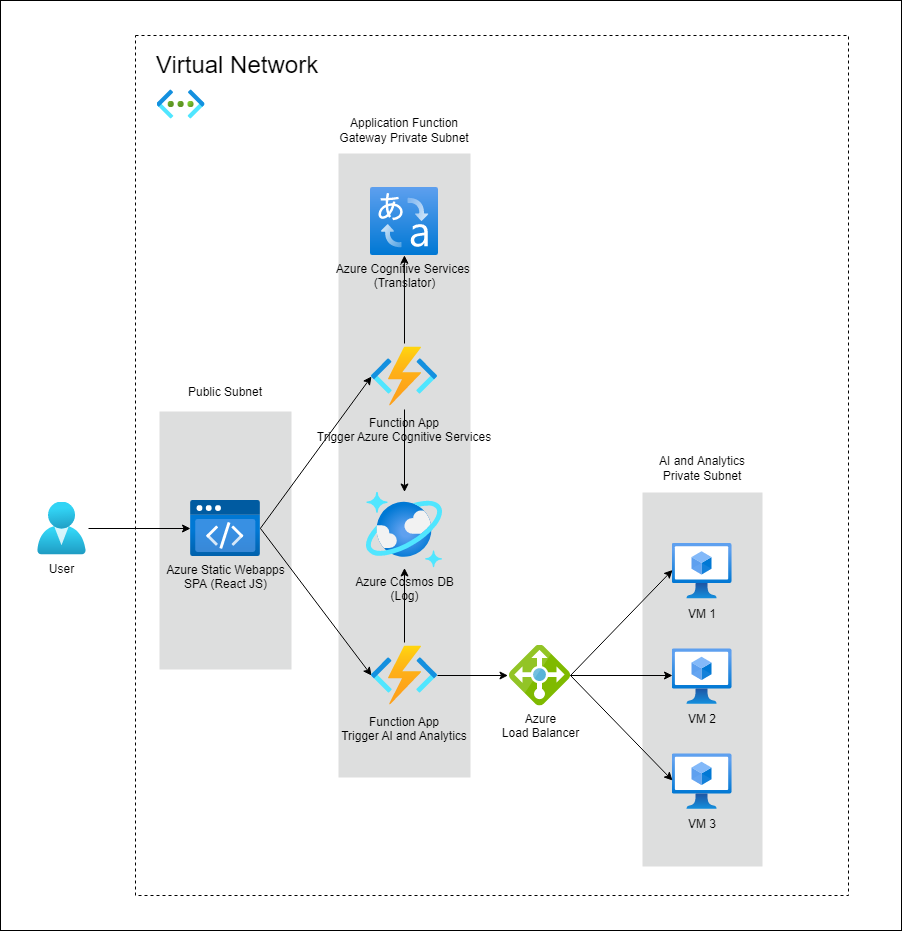 Virtual Network
Application Function
Gateway Private Subnet
あ
a
Azure Cognitive Services
(Translator)
Public Subnet
Function App
Trigger Azure Cognitive Services
AI and Analytics
Private Subnet
User
</>
Azure Static Webapps
SPA (React JS)
Azure Cosmos DB
(Log)
VM 1
Function App
Trigger AI and Analytics
Azure
Load Balancer
VM 2
VM 3